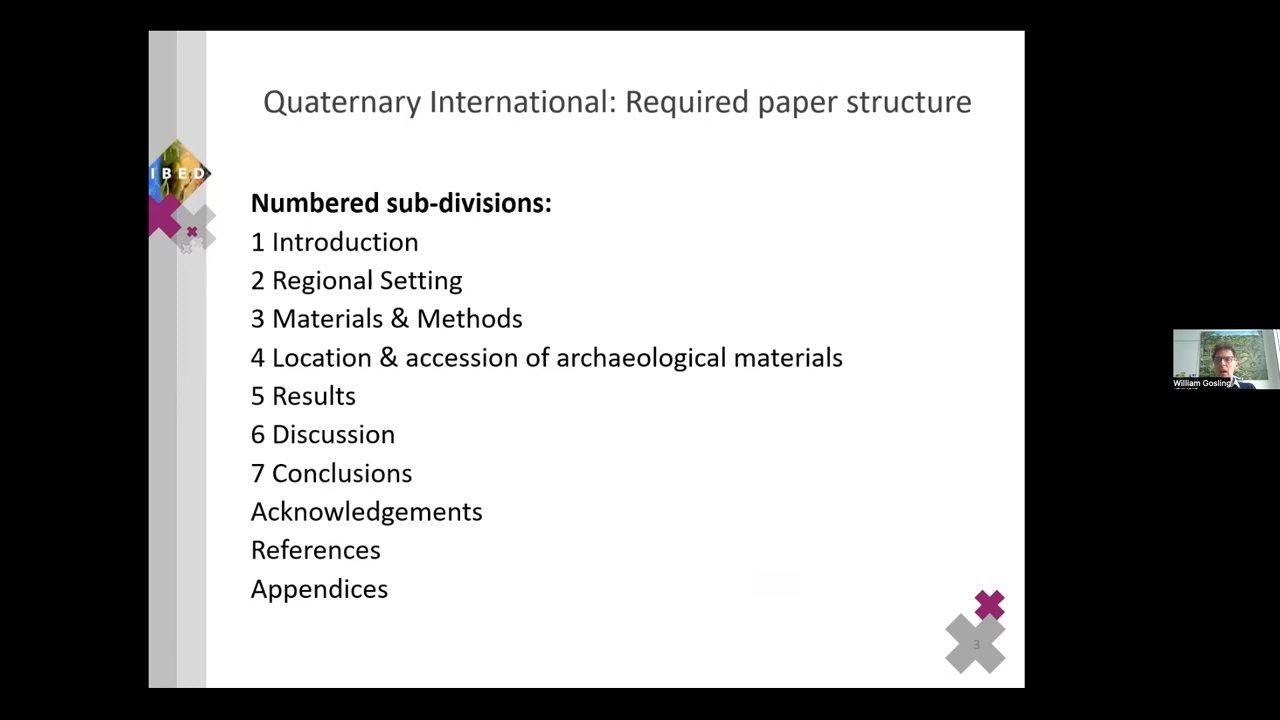 Quaternary International: Required paper structure
IBED
Numbered sub-divisions:
1 Introduction
2 Regional Setting
3 Materials & Methods
4 Location & accession of archaeological materials
5 Results
6 Discussion
7 Conclusions
Acknowledgements
References
Appendices
3
William Gosling